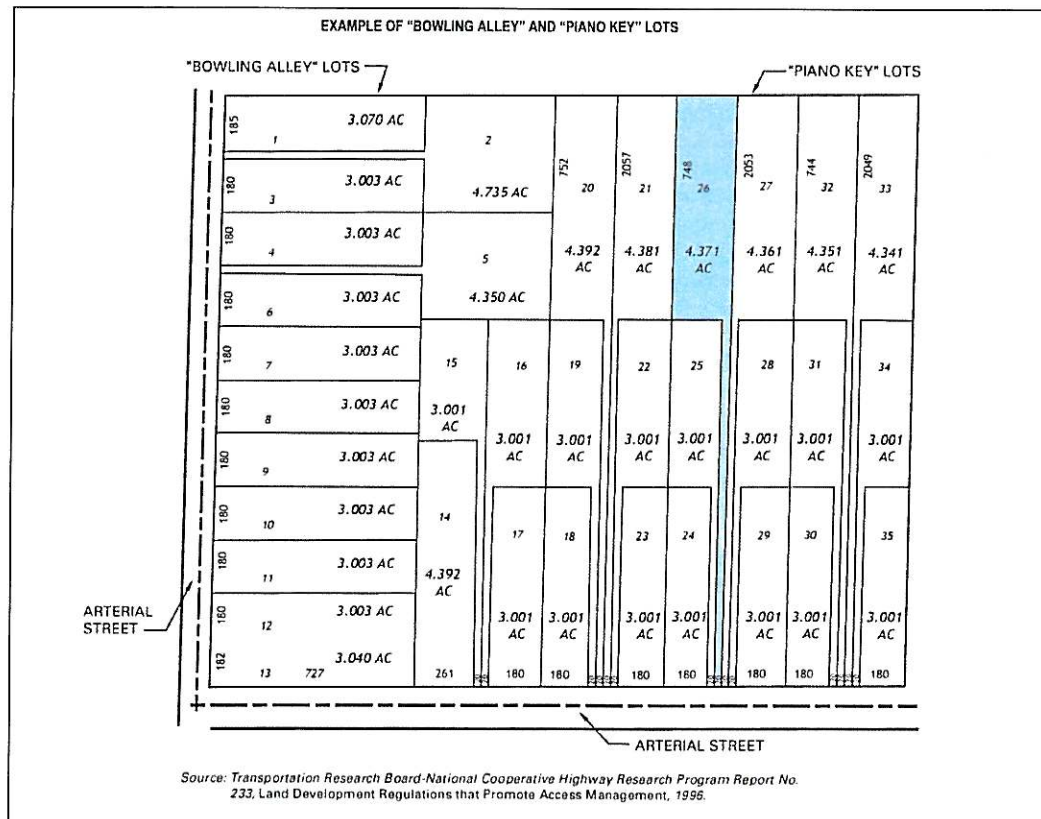 EXAMPLE OF "BOWLING ALLEY" AND "PIANO KEY" LOTS
"BOWLING ALLEY" LOTS
"PIANO KEY" LOTS
185
1
3.070 AC
180
3
3.003 AC
180
4
3.003 AC
180
6
3.003 AC
180
7
3.003 AC
180
8
3.003 AC
180
9
3.003 AC
180
10
3.003 AC
180
11
3.003 AC
180
12
3.003 AC
182
13
727
3.040 AC
2
4.735 AC
5
4.350 AC
752
20
4.392
AC
2057
21
4.381
AC
748
26
4.371
AC
2053
27
4.361
AC
744
32
4.351
AC
2049
33
4.341
AC
15
3.001
AC
16
3.001
AC
19
3.001
AC
22
3.001
AC
25
3.001
AC
28
3.001
AC
31
3.001
AC
34
3.001
AC
14
4.392
AC
261
17
3.001
AC
180
18
3.001
AC
180
23
3.001
AC
180
24
3.001
AC
180
29
3.001
AC
180
30
3.001
AC
180
35
3.001
AC
180
ARTERIAL
STREET
ARTERIAL STREET
Source: Transportation Research Board-National Cooperative Highway Research Program Report No.
233, Land Development Regulations that Promote Access Management, 1996.